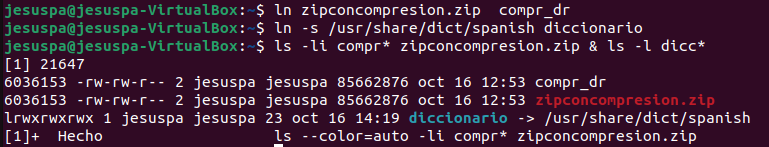 jesuspa@jesuspa-VirtualBox:~$ ln zipconcompresion.zip  compr_dr
jesuspa@jesuspa-VirtualBox:~$ ln -s /usr/share/dict/spanish diccionario
jesuspa@jesuspa-VirtualBox:~$ ls -li compr* zipconcompresion.zip & ls -l dicc*
[1] 21647
6036153 -rw-rw-r-- 2 jesuspa jesuspa 85662876 oct 16 12:53 compr_dr
6036153 -rw-rw-r-- 2 jesuspa jesuspa 85662876 oct 16 12:53 zipconcompresion.zip
lrwxrwxrwx 1 jesuspa jesuspa 23 oct 16 14:19 diccionario -> /usr/share/dict/spanish
[1]+  Hecho                   ls --color=auto -li compr* zipconcompresion.zip